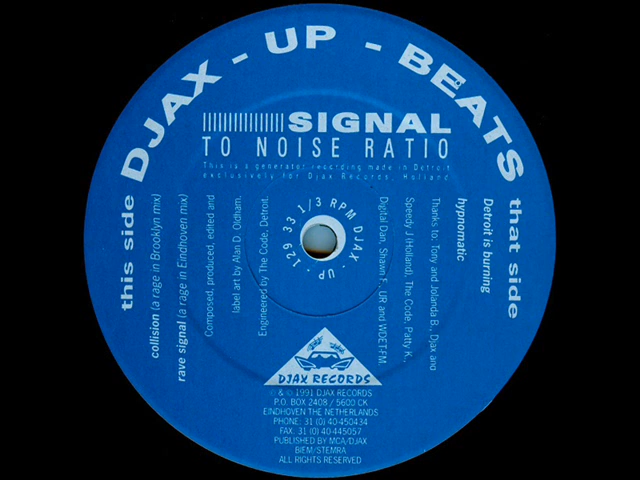 DJAX - UP - BEATS
SIGNAL
TO NOISE RATIO
This is a generator recording made in Detroit
exclusively for Djax Records, Holland
this side
collision (a rage in Brooklyn mix)
rave signal (a rage in Eindhoven mix)
Composed, produced, edited and
label art by Alan D. Oldham.
Engineered by The Code, Detroit.
DJAX - UP - 129 33 1/3 RPM
that side
Detroit is burning
hypnomatic
Thanks to: Tony and Jolanda B., Djax and
Speedy J (Holland), The Code, Patty K.,
Digital Dan, Shawn F., UR and WDET-FM.
DJAX RECORDS
© & © 1991 DJAX RECORDS
P.O. BOX 2408 / 5600 CK
EINDHOVEN THE NETHERLANDS
PHONE: 31 (0) 40-450434
FAX. 31 (0) 40-445057
PUBLISHED BY MCA/DJAX
BIEM/STEMRA
ALL RIGHTS RESERVED